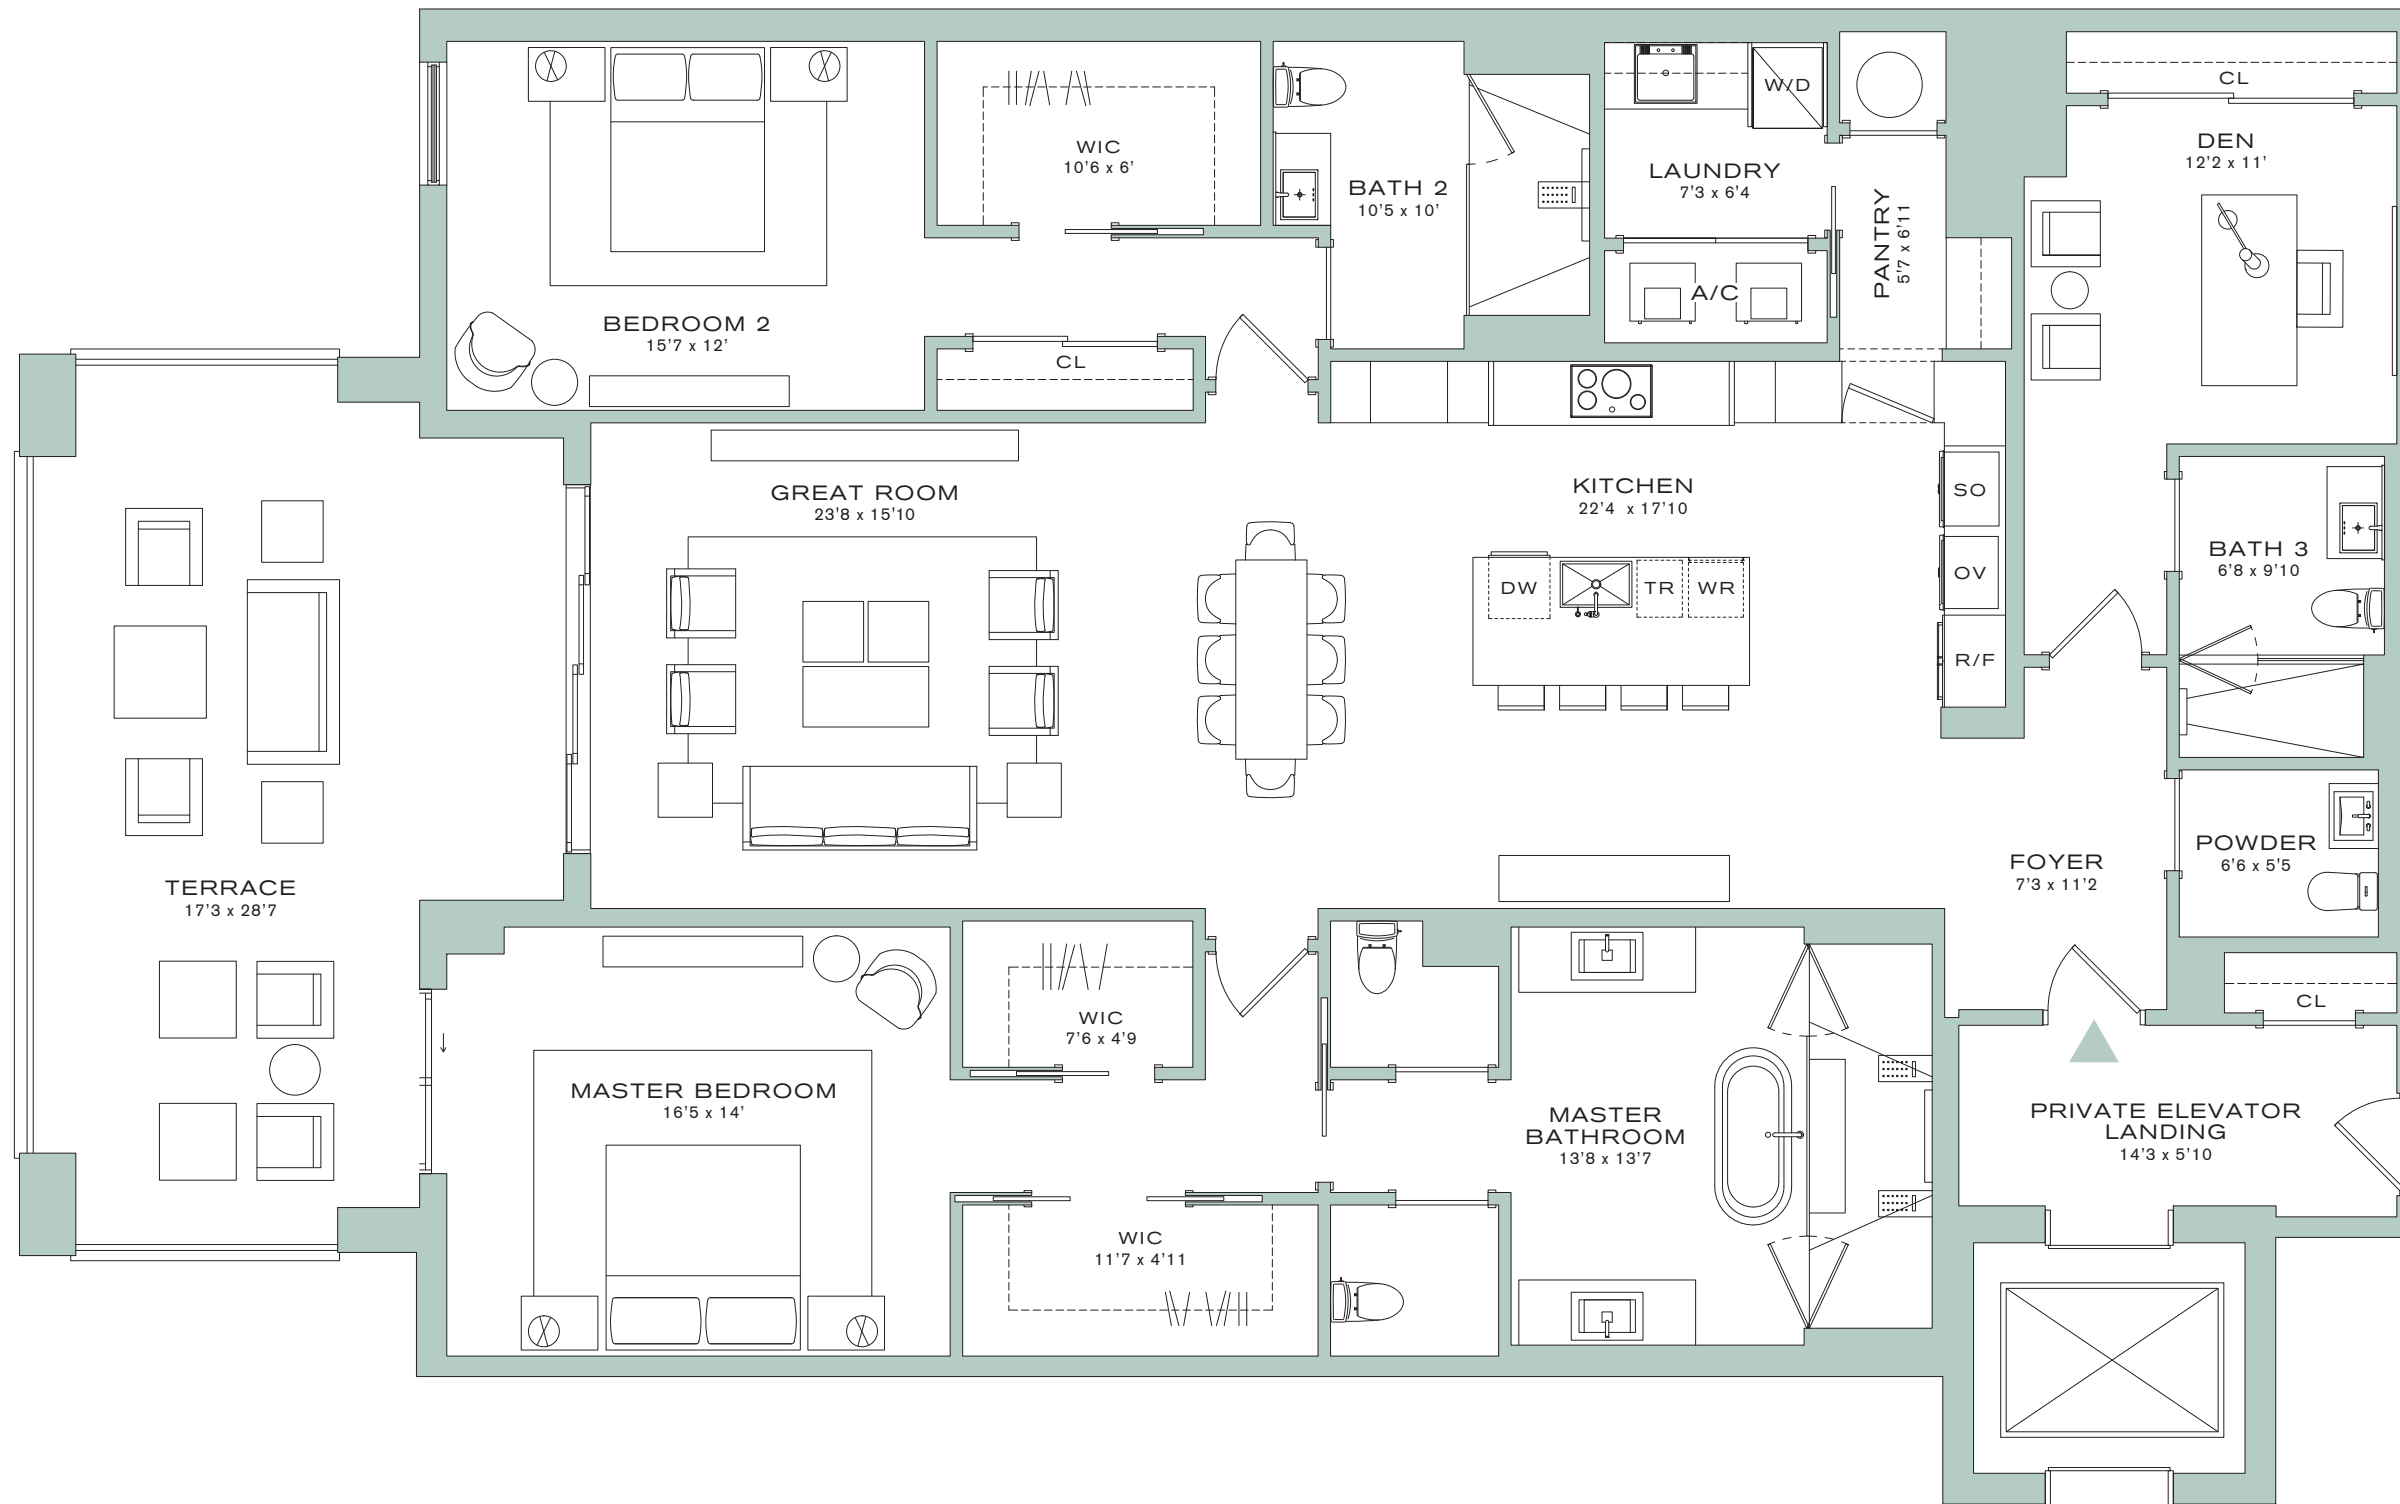 CL
W/D
DEN
12'2 x 11'
WIC
10'6 x 6'
LAUNDRY
7'3 x 6'4
BATH 2
10'5 x 10'
PANTRY
5'7 x 6'11
A/C
BEDROOM 2
15'7 x 12'
CL
GREAT ROOM
23'8 x 15'10
KITCHEN
22'4 x 17'10
SO
BATH 3
6'8 x 9'10
OV
DW
TR
WR
R/F
POWDER
6'6 x 5'5
FOYER
7'3 x 11'2
TERRACE
17'3 x 28'7
CL
WIC
7'6 x 4'9
MASTER BEDROOM
16'5 x 14'
MASTER
BATHROOM
13'8 x 13'7
PRIVATE ELEVATOR
LANDING
14'3 x 5'10
WIC
11'7 x 4'11